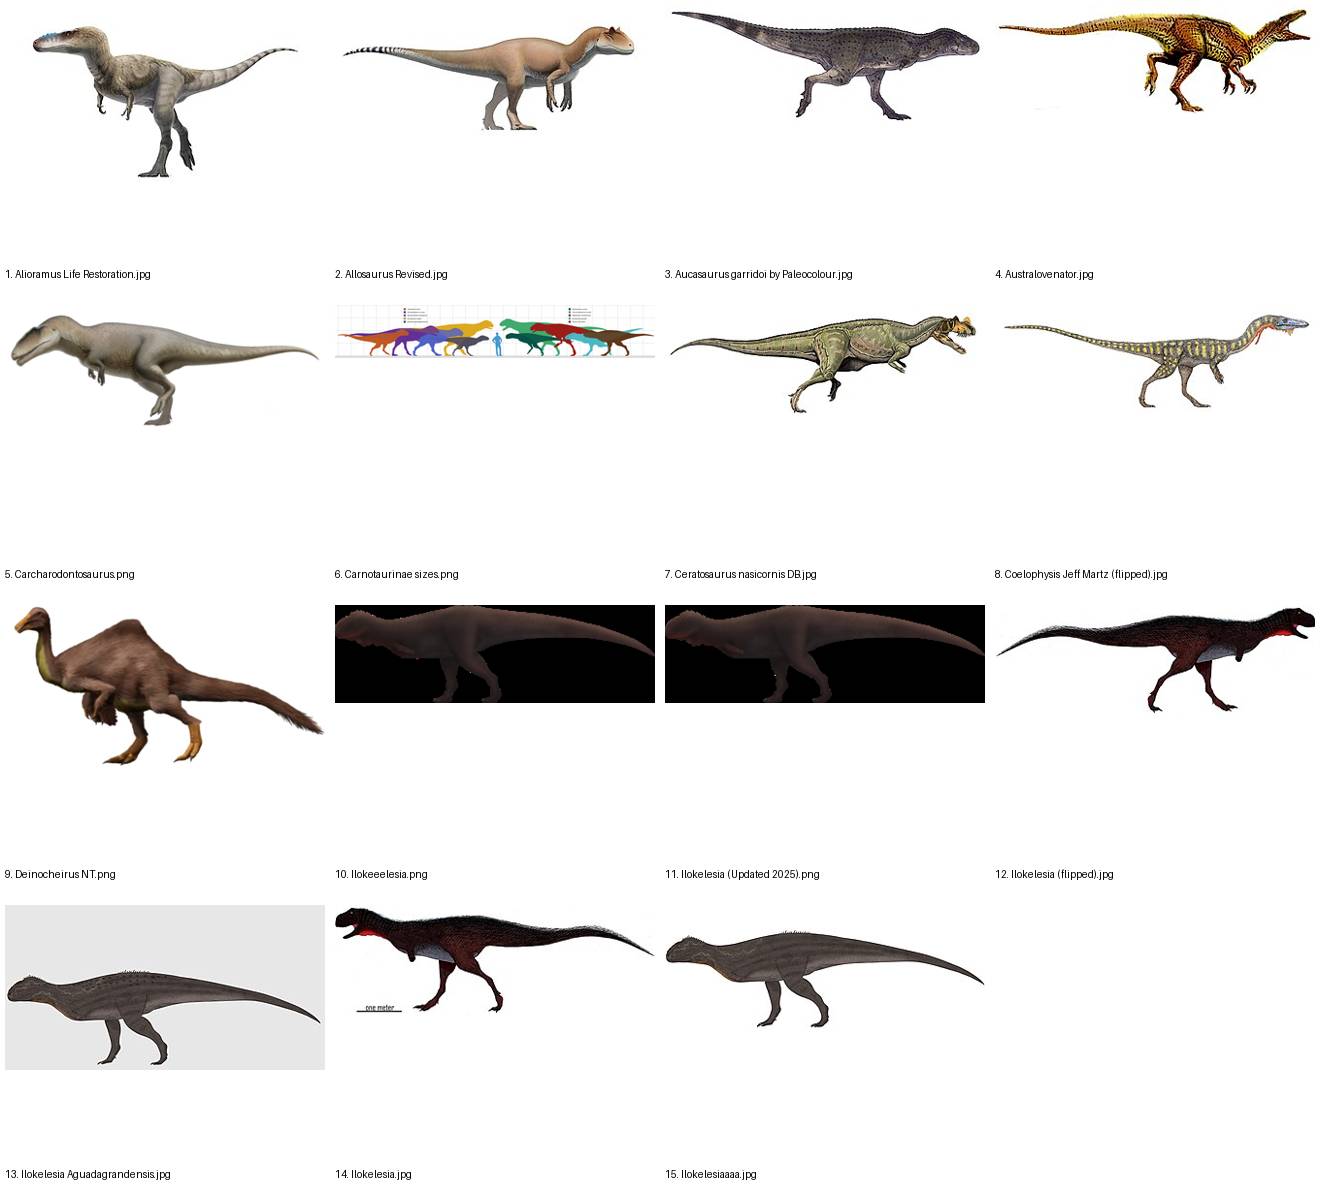 1. Alioramus Life Restoration.jpg
2. Allosaurus Revised.jpg
3. Aucasaurus garridoi by Paleocolour.jpg
4. Australovenator.jpg
5. Carcharodontosaurus.png
6. Carnotaurinae sizes.png
7. Ceratosaurus nasicornis DB.jpg
8. Coelophysis Jeff Martz (flipped).jpg
9. Deinocheirus NT.png
10. Ilokeeelesia.png
11. Ilokelesia (Updated 2025).png
12. Ilokelesia (flipped).jpg
one meter
13. Ilokelesia Aguadagrandensis.jpg
14. Ilokelesia.jpg
15. Ilokelesiaaaa.jpg